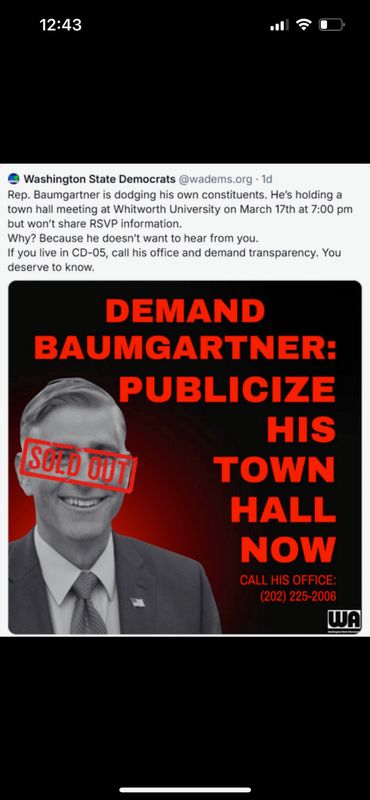 12:43
Washington State Democrats @wadems.org · 1d
Rep. Baumgartner is dodging his own constituents. He's holding a
town hall meeting at Whitworth University on March 17th at 7:00 pm
but won't share RSVP information.
Why? Because he doesn't want to hear from you.
If you live in CD-05, call his office and demand transparency. You
deserve to know.
DEMAND
BAUMGARTNER:
PUBLICIZE
HIS
SOLD OUT
TOWN
HALL
NOW
CALL HIS OFFICE:
(202) 225-2006
WA